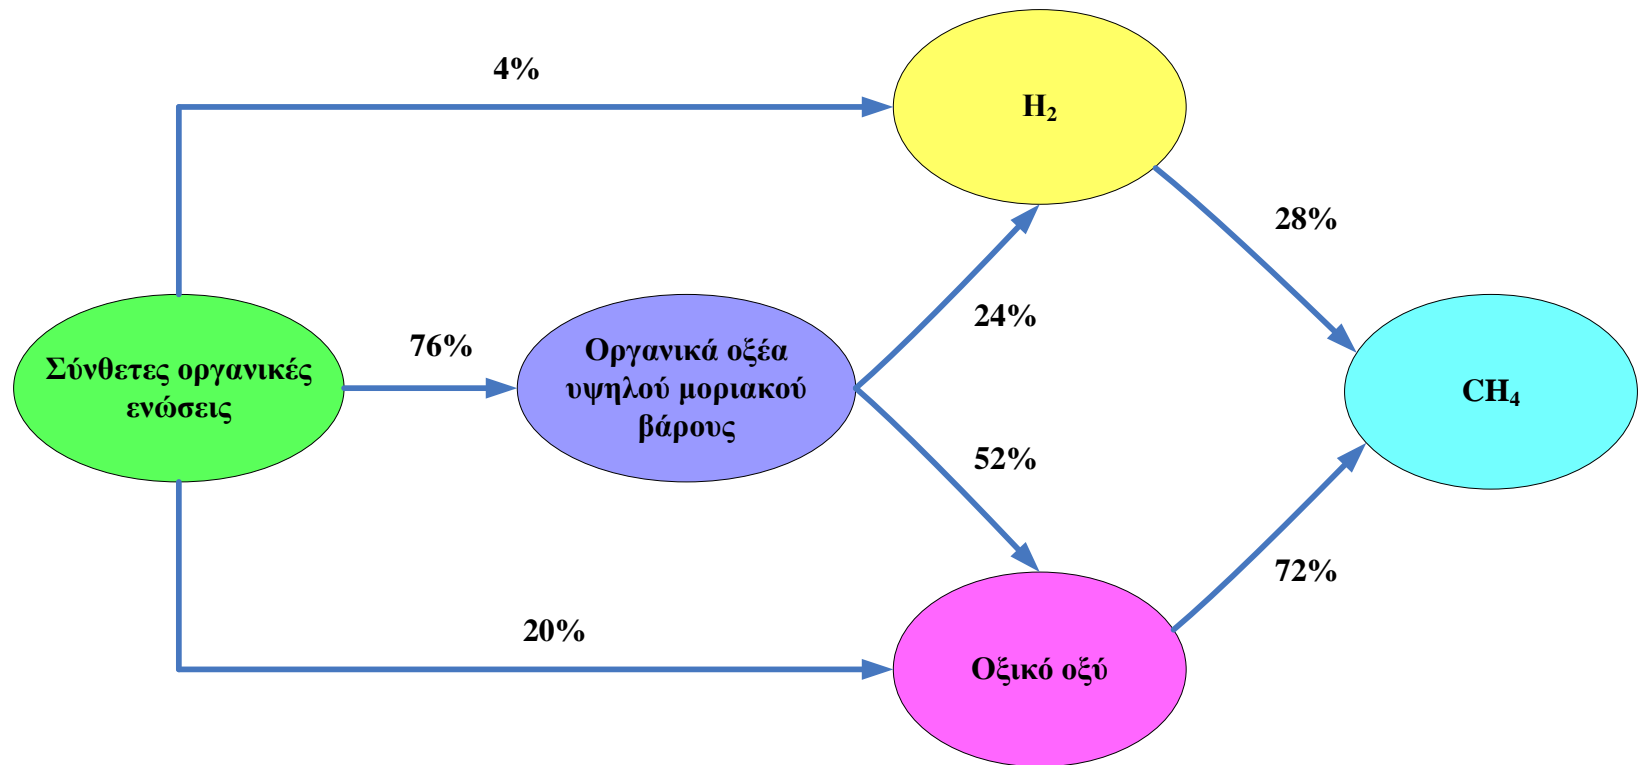 4%
H₂
28%
24%
76%
Σύνθετες οργανικές
ενώσεις
Οργανικά οξέα
υψηλού μοριακού
βάρους
CH₄
52%
72%
20%
Οξικό οξύ